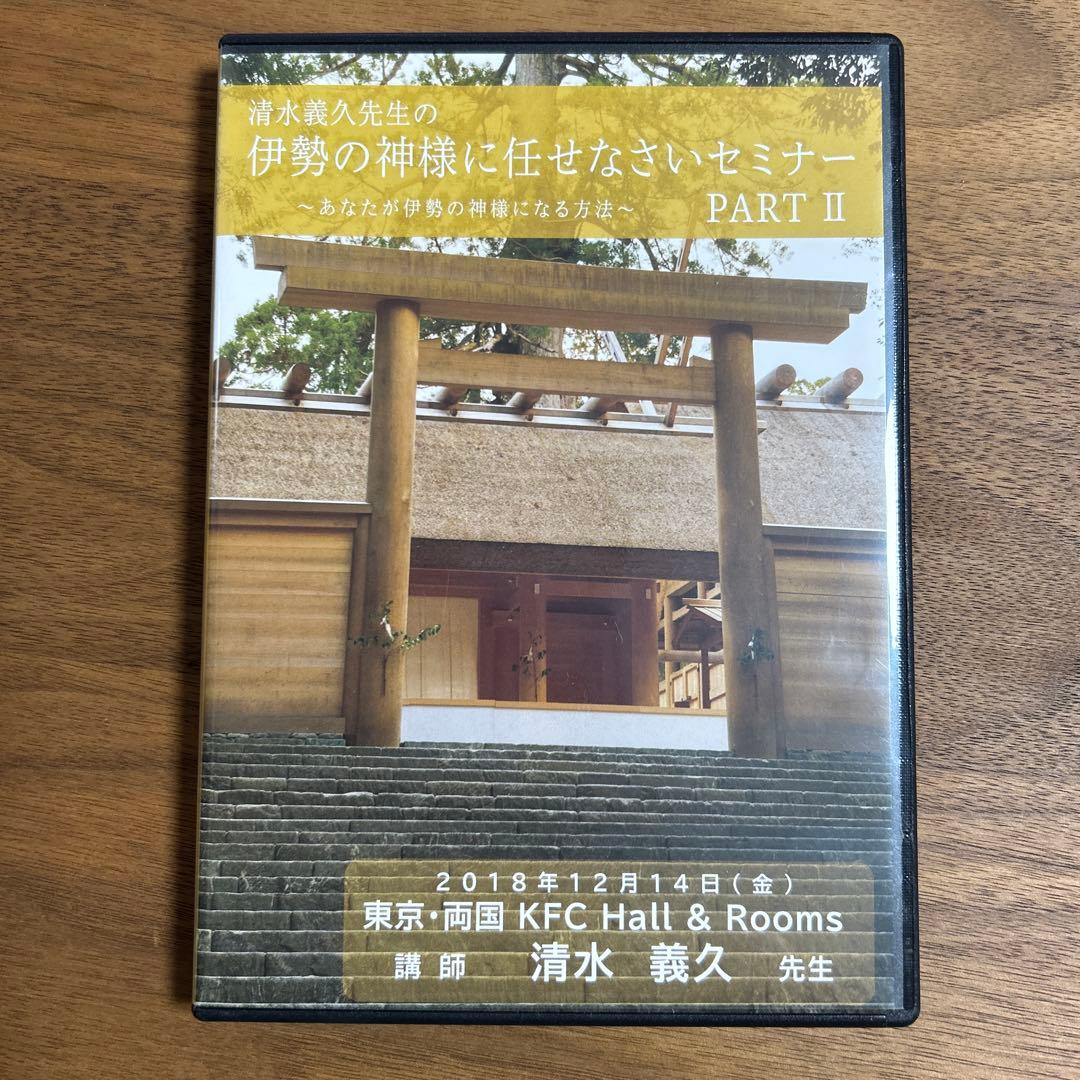 清水義久先生の
伊勢の神様に任せなさいセミナー
～あなたが伊勢の神様になる方法～ PART Ⅱ
２０１８年１２月１４日（金）
東京・両国 KFC Hall & Rooms
講師 清水 義久 先生